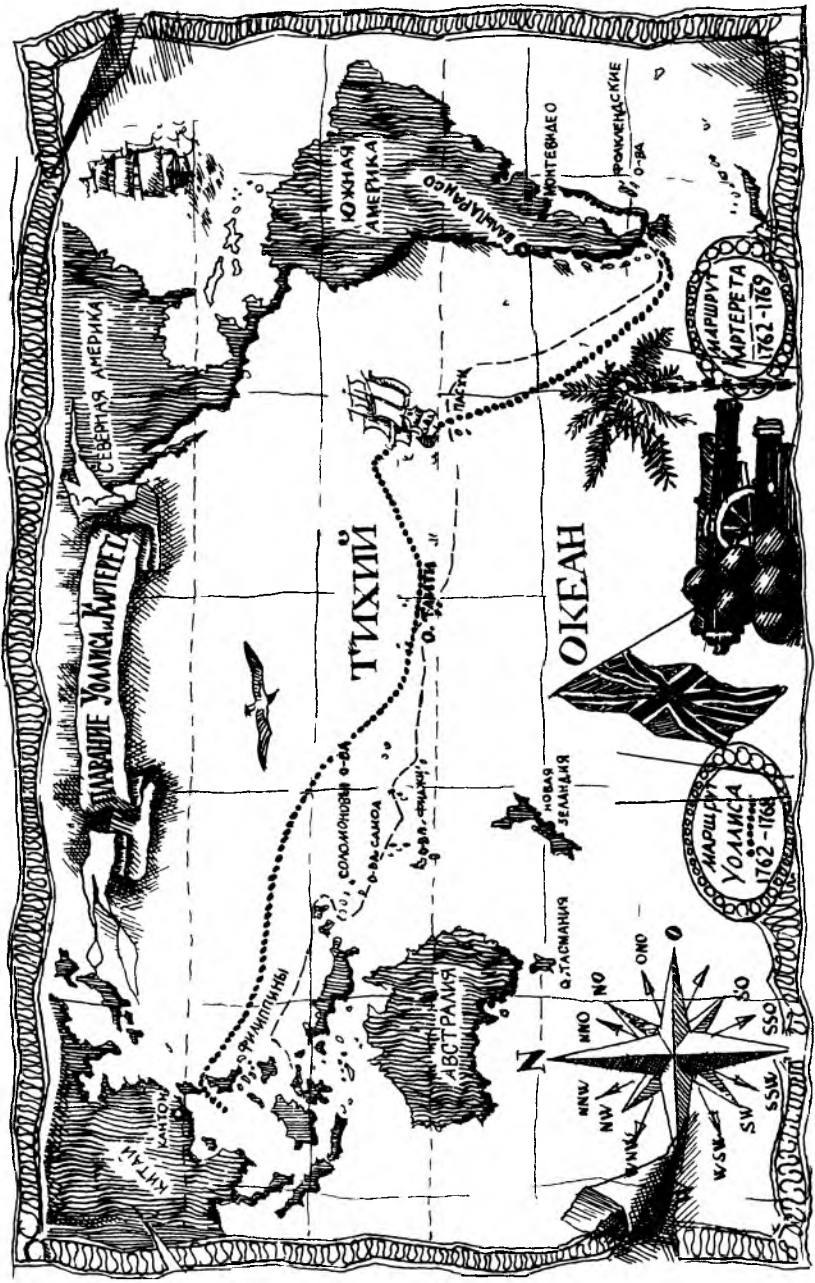 ПЛАВАНИЕ УОЛЛИСА и КАРТЕРЕТА
СЕВЕРНАЯ АМЕРИКА
КИТАЙ
КАНТОН
ФИЛИППИНЫ
ТИХИЙ
ОКЕАН
ЮЖНАЯ
АМЕРИКА
ВАЛЬПАРАИСО
МОНТЕВИДЕО
ФОЛКЛЕНДСКИЕ
О-ВА
СОЛОМОНОВЫ О-ВА
О-ВА САМОА
О-ВА ФИДЖИ
О. ТАИТИ
О. ПАСХИ
АВСТРАЛИЯ
О. ТАСМАНИЯ
НОВАЯ
ЗЕЛАНДИЯ
N
NNO
NO
ONO
O
SO
SSO
SSW
SW
WSW
WNW
NW
NNW
МАРШРУТ
УОЛЛИСА
1762-1768
МАРШРУТ
КАРТЕРЕТА
1762-1769